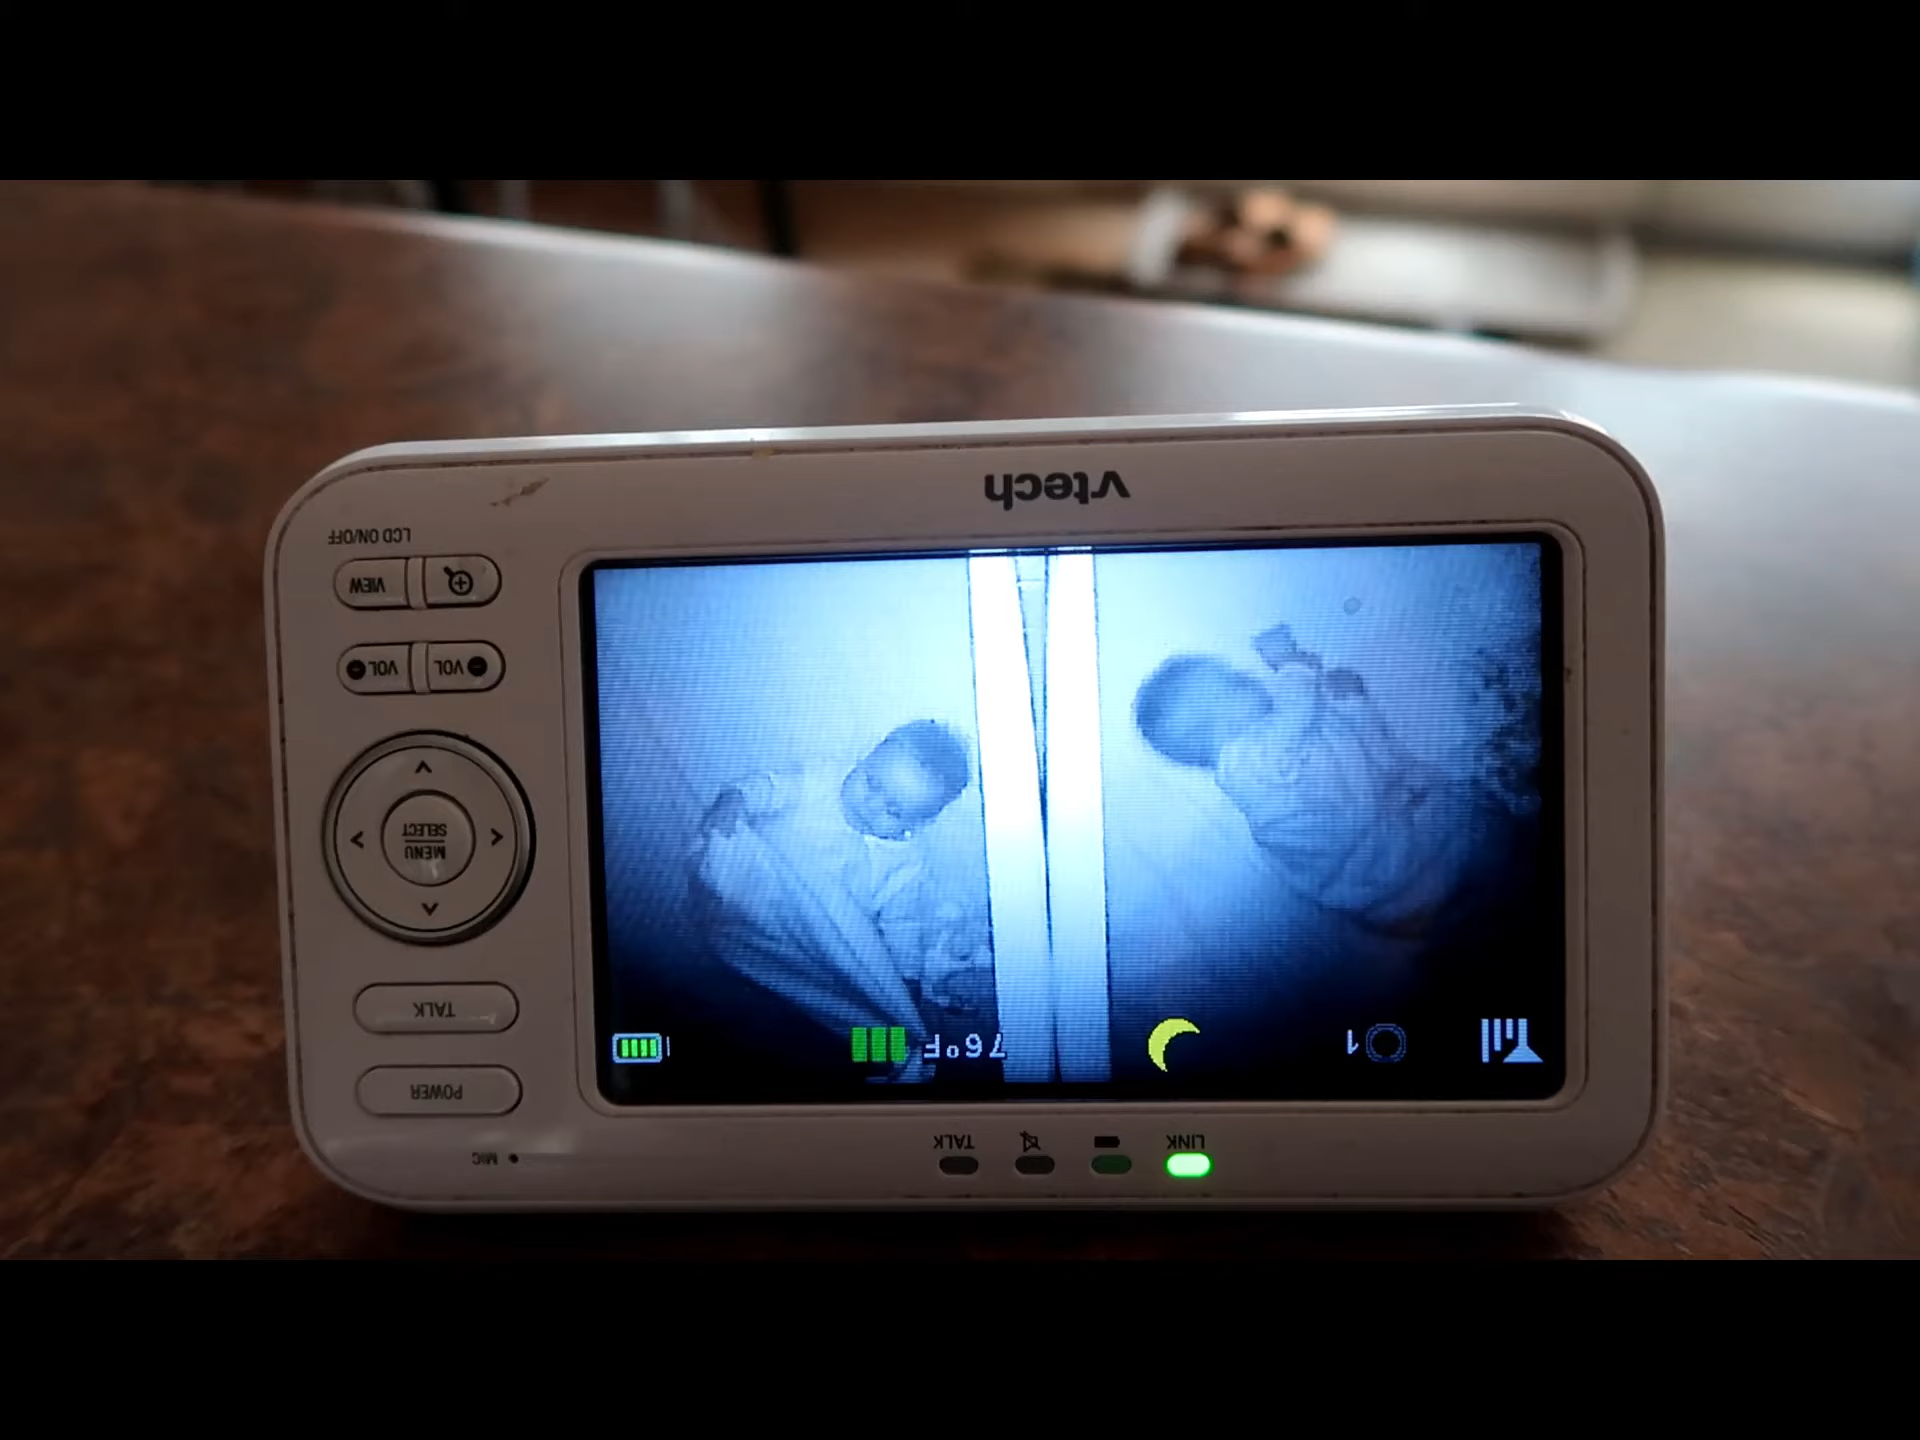 vtech
LCD ON/OFF
VIEW
VOL
VOL
MENU
SELECT
TALK
POWER
MIC
76°F
1
TALK
LINK